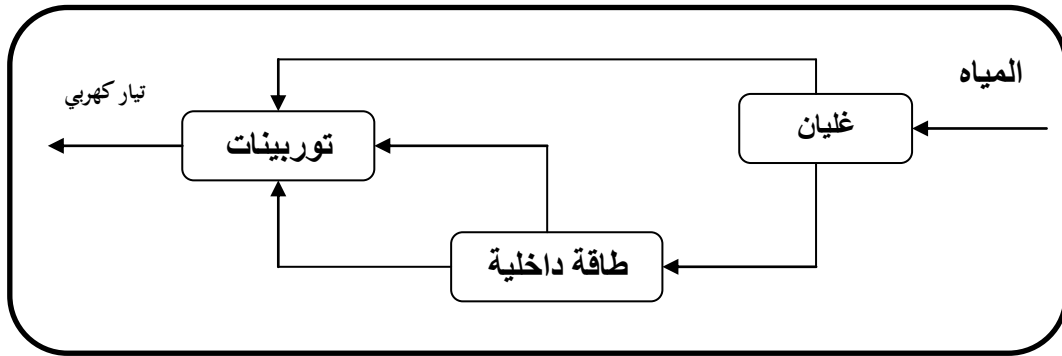 المياه
غليان
طاقة داخلية
توربينات
تيار كهربي